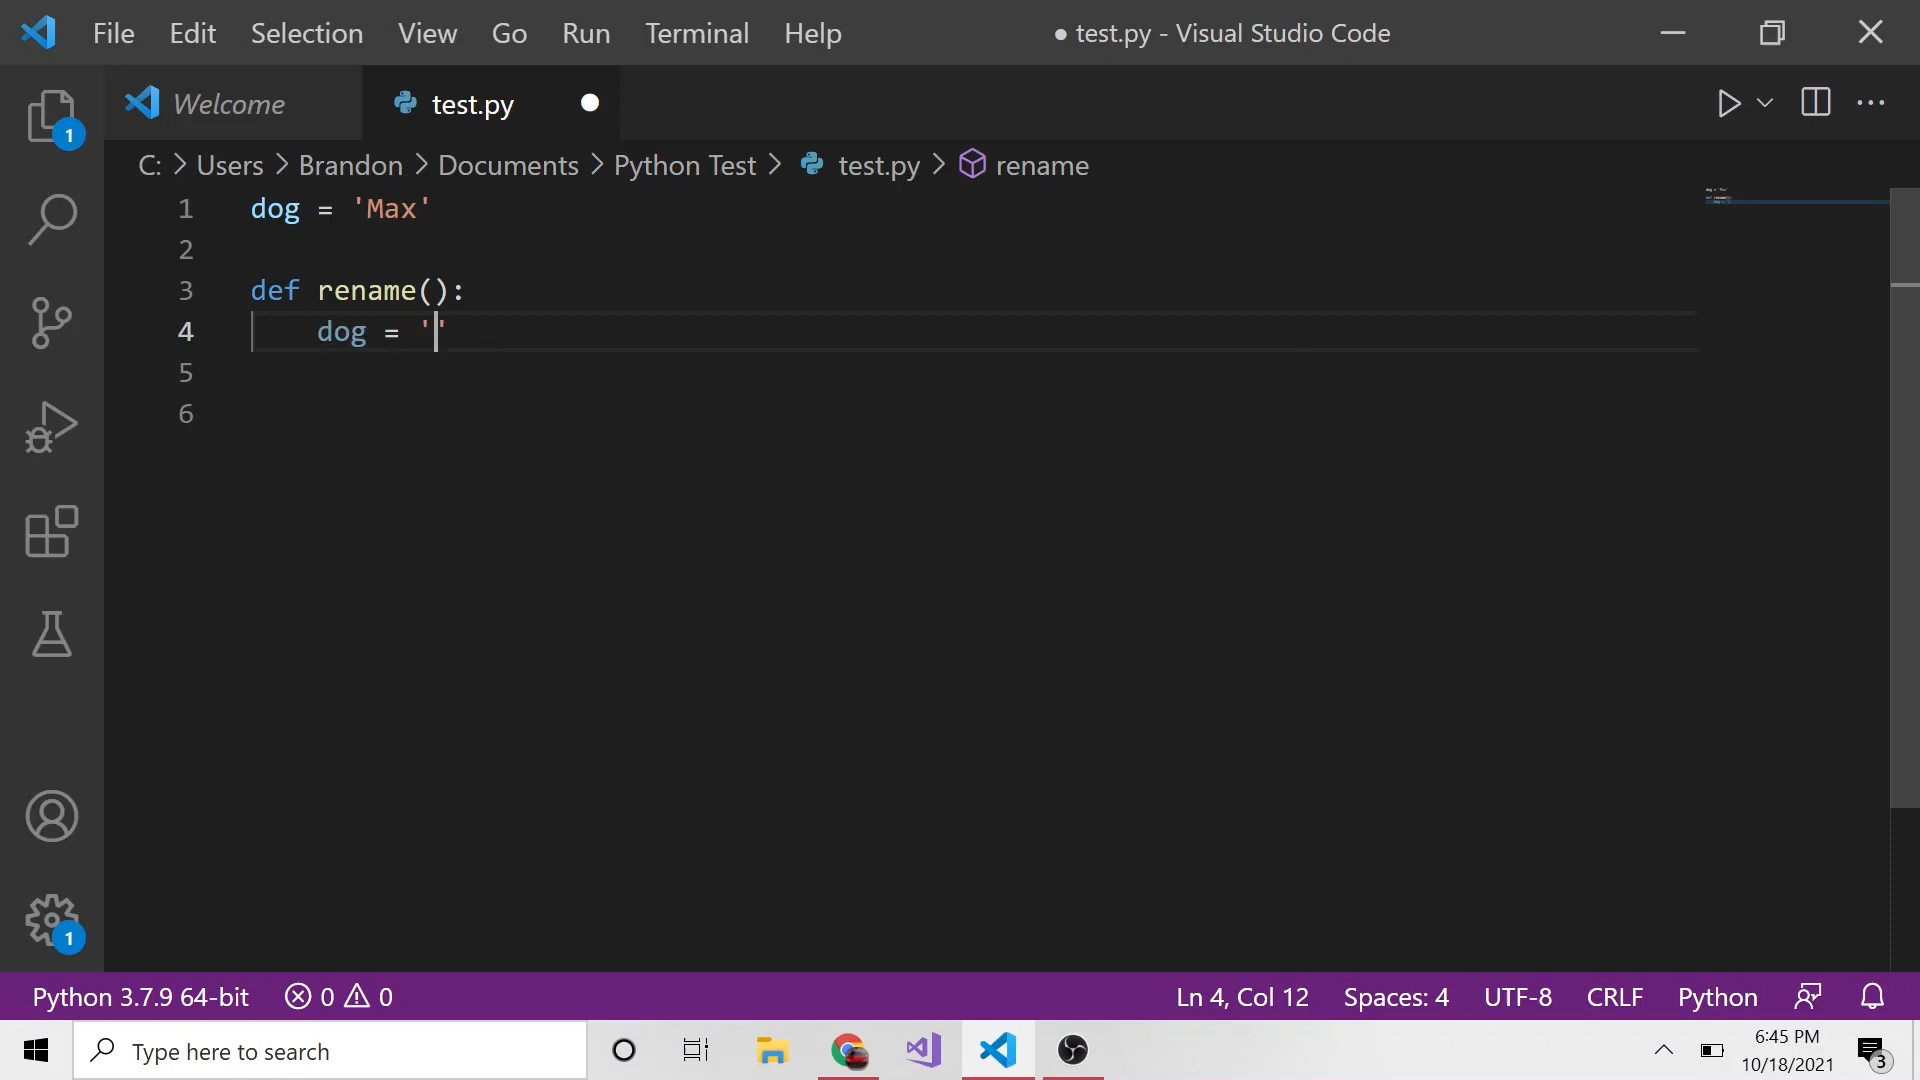 File Edit Selection View Go Run Terminal Help ● test.py - Visual Studio Code
Welcome test.py
C: > Users > Brandon > Documents > Python Test > test.py > rename
1 dog = 'Max'
2
3 def rename():
4 dog = ''
5
6
1
1
Python 3.7.9 64-bit 0 0 Ln 4, Col 12 Spaces: 4 UTF-8 CRLF Python
Type here to search
6:45 PM
10/18/2021
3